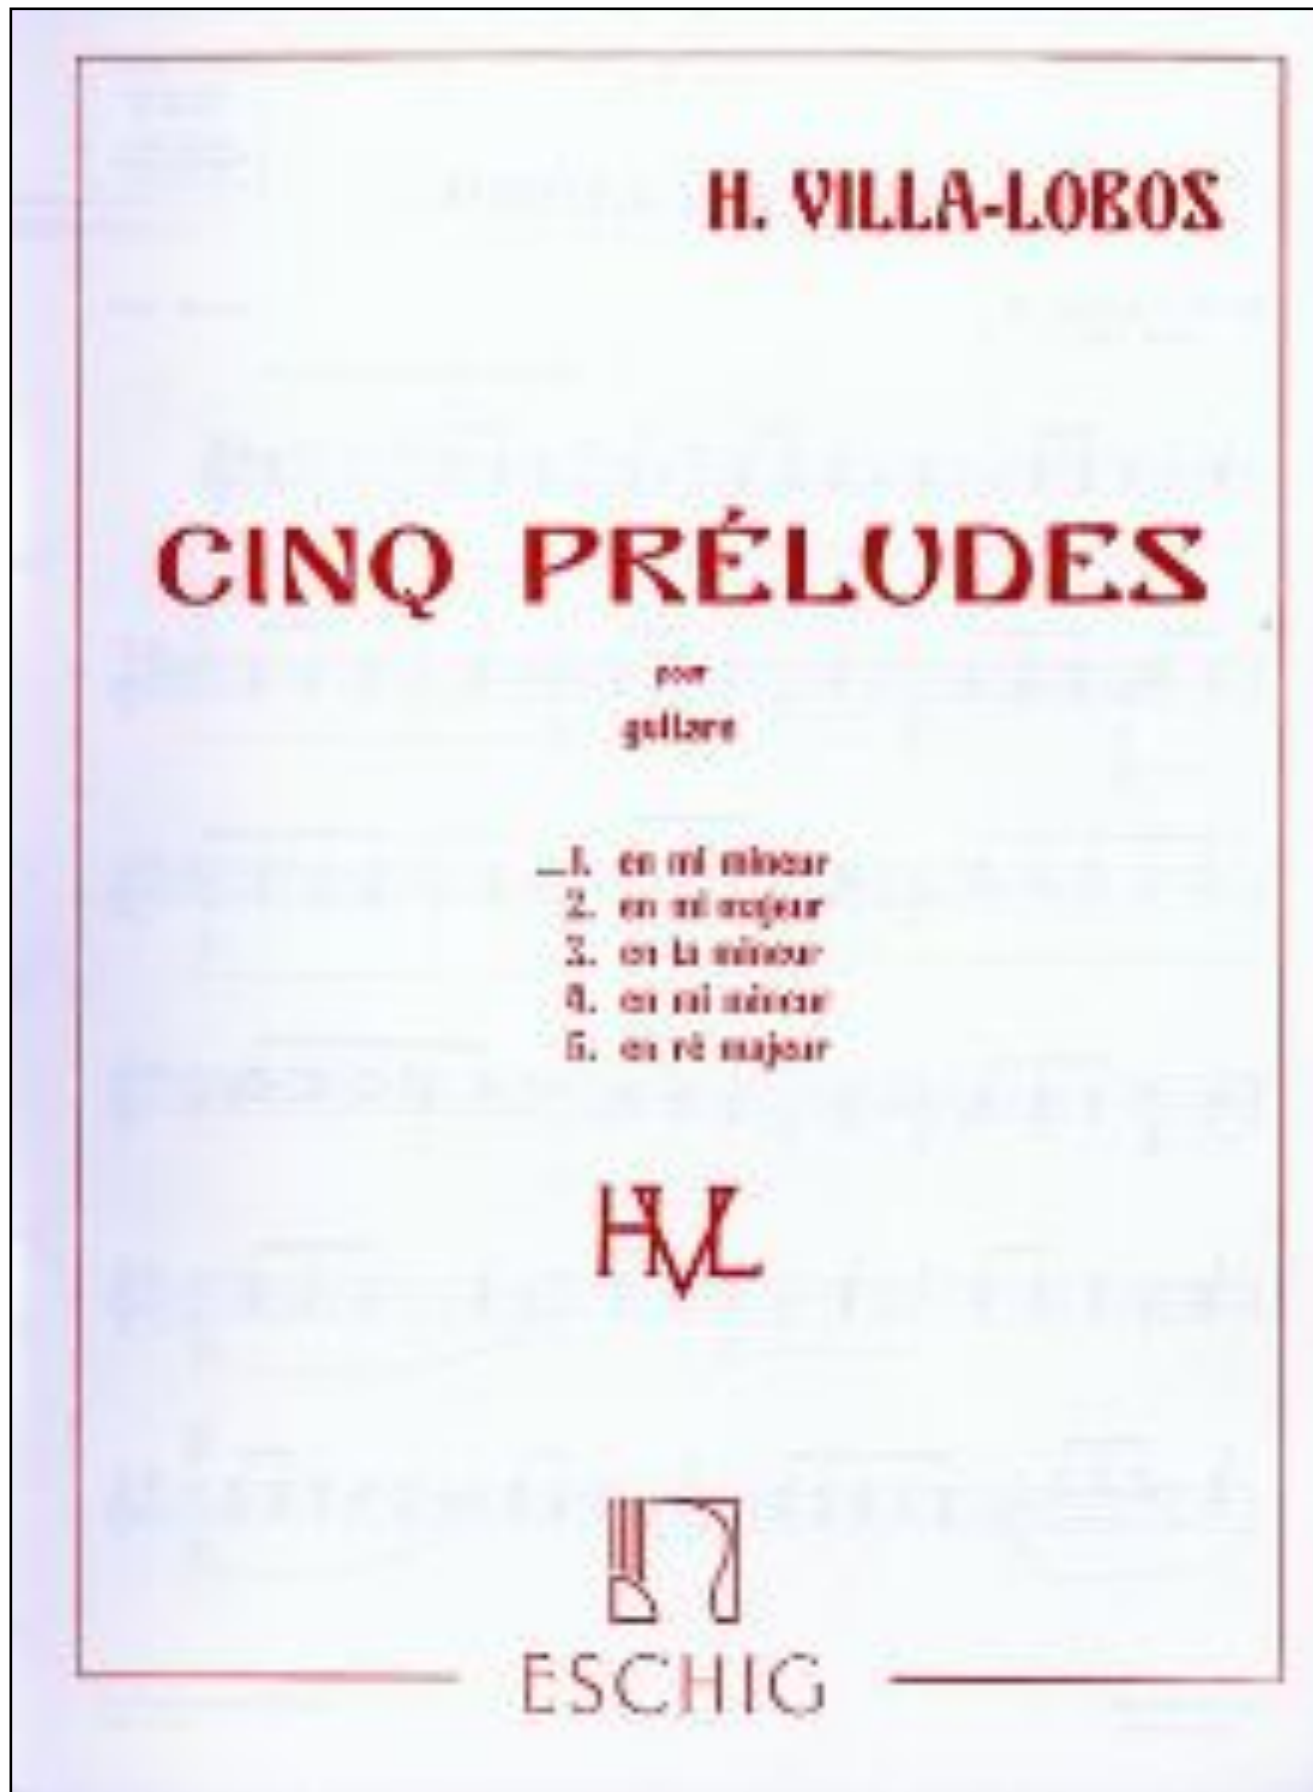 H. VILLA-LOBOS
CINQ PRÉLUDES
pour
guitare
1. en mi mineur
2. en mi majeur
3. en la mineur
4. en mi mineur
5. en ré majeur
HVL
ESCHIG